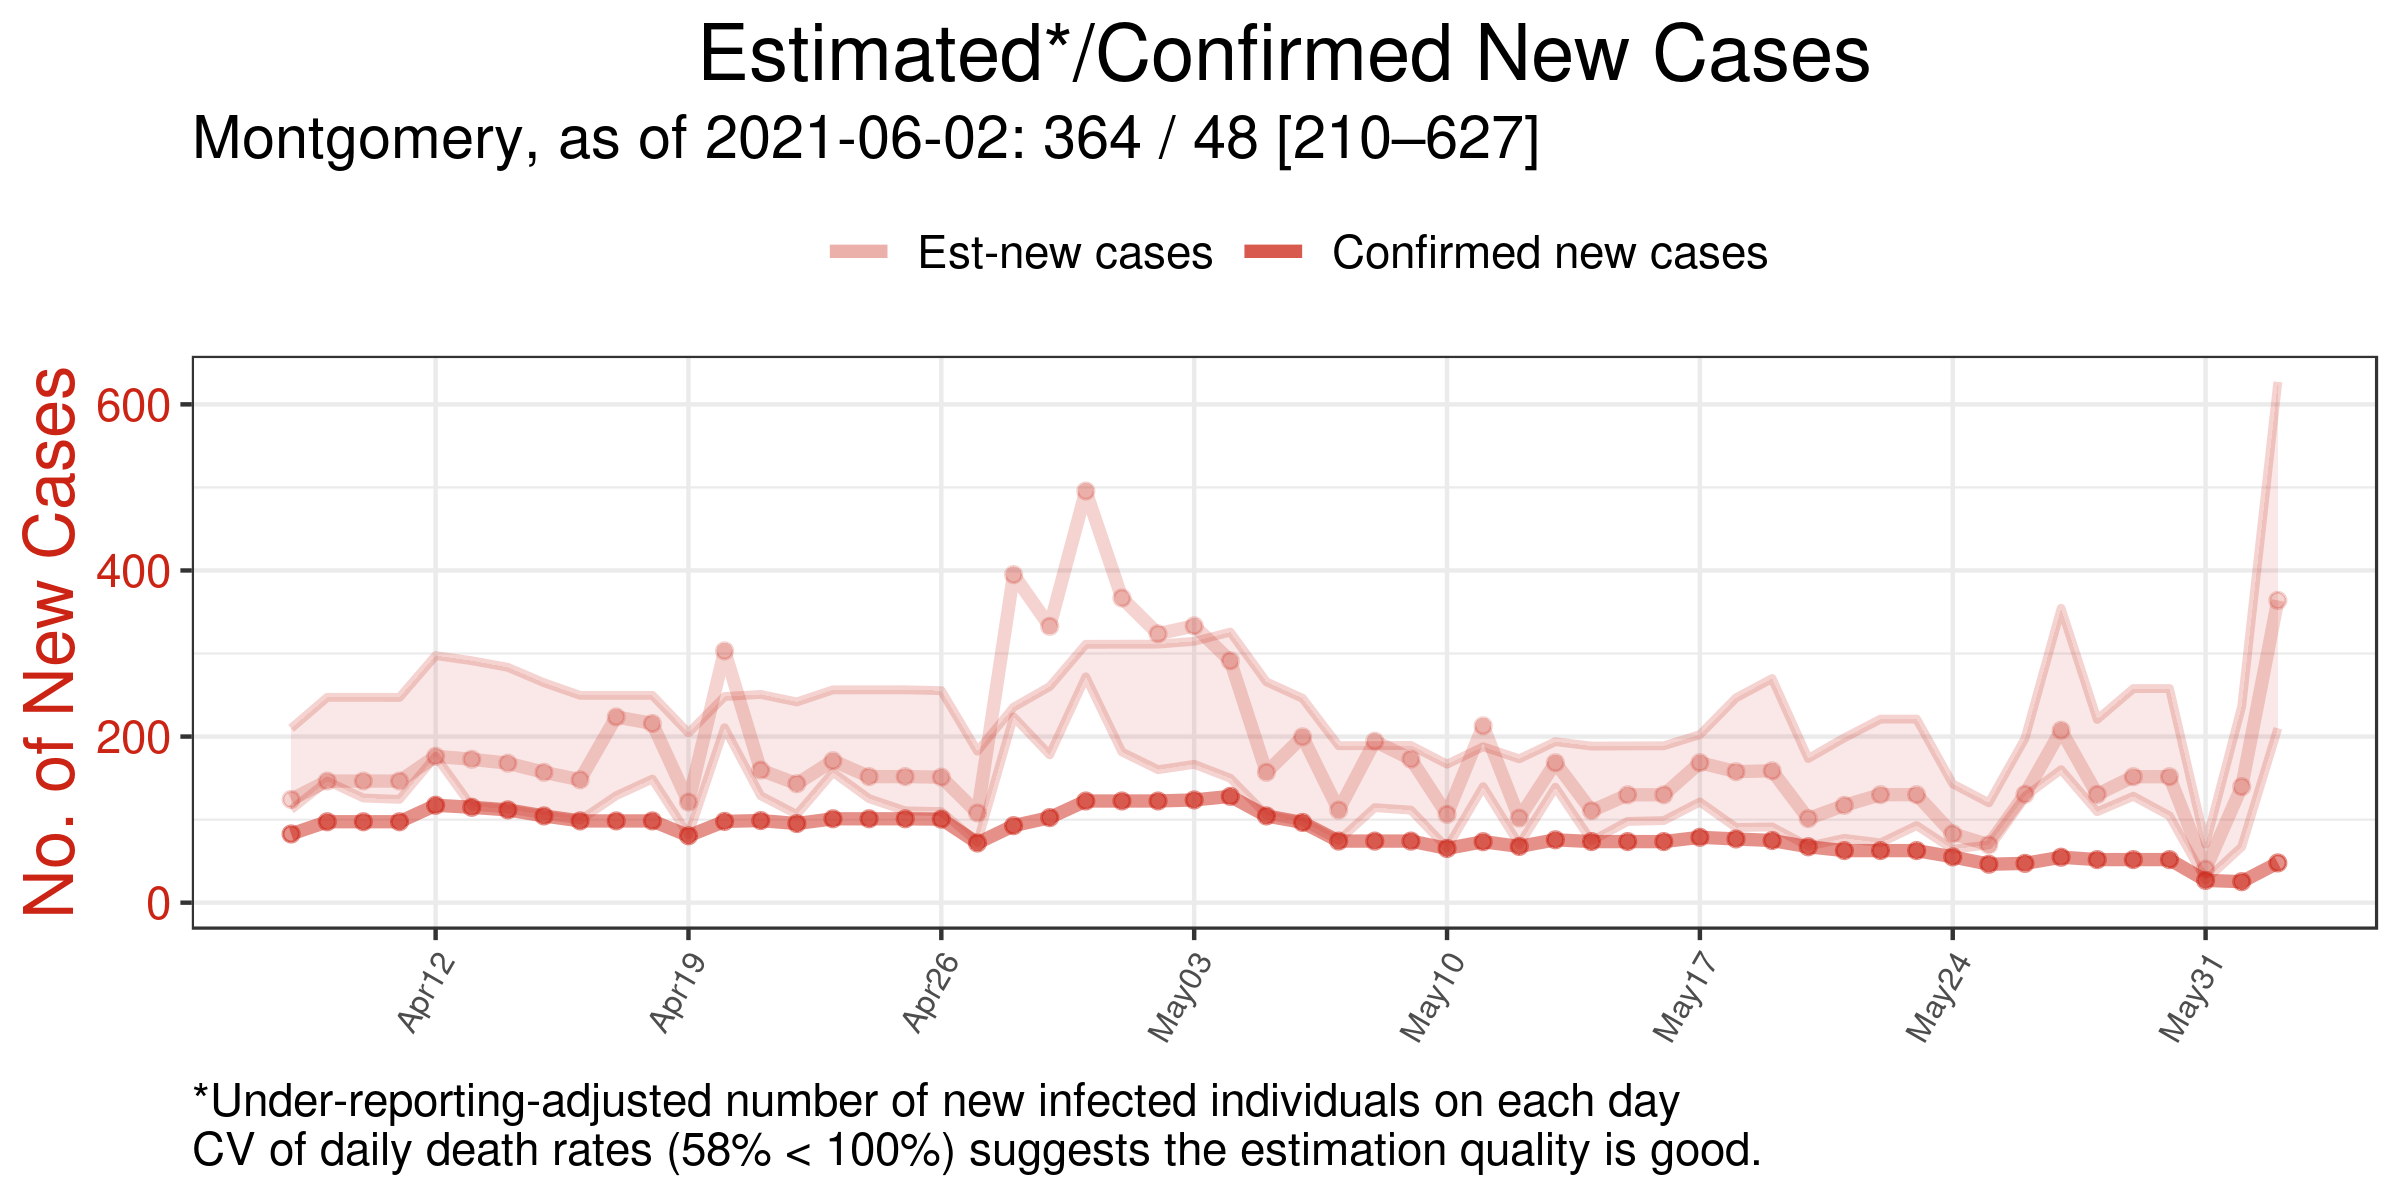 Estimated*/Confirmed New Cases
Montgomery, as of 2021-06-02: 364 / 48 [210–627]
Est-new cases
Confirmed new cases
No. of New Cases
600
400
200
0
Apr12
Apr19
Apr26
May03
May10
May17
May24
May31
*Under-reporting-adjusted number of new infected individuals on each day
CV of daily death rates (58% < 100%) suggests the estimation quality is good.